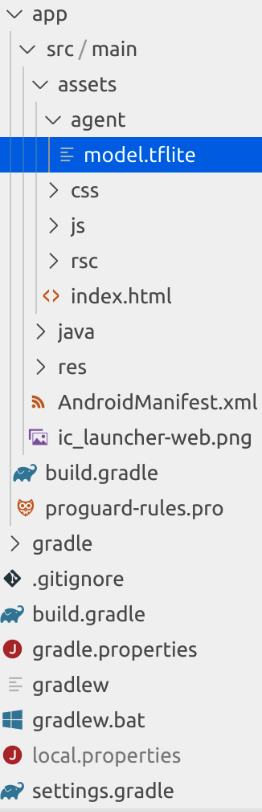 app
src / main
assets
agent
model.tflite
css
js
rsc
index.html
java
res
AndroidManifest.xml
ic_launcher-web.png
build.gradle
proguard-rules.pro
gradle
.gitignore
build.gradle
gradle.properties
gradlew
gradlew.bat
local.properties
settings.gradle